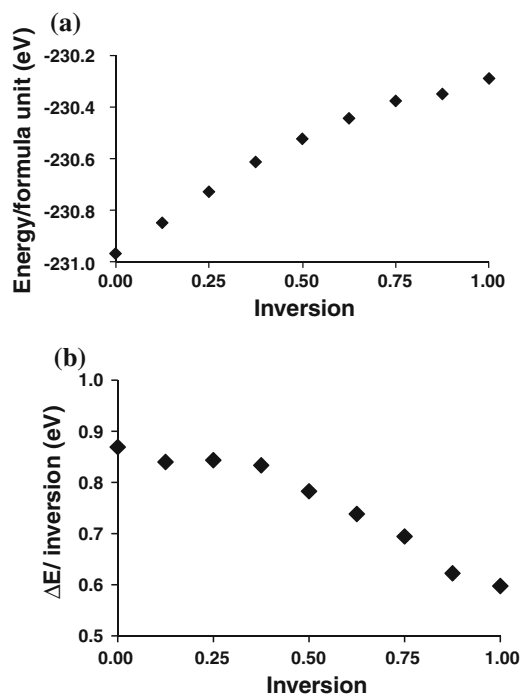 (a)
Energy/formula unit (eV)
-230.2
-230.4
-230.6
-230.8
-231.0
0.00 0.25 0.50 0.75 1.00
Inversion
(b)
ΔE/ inversion (eV)
1.0
0.9
0.8
0.7
0.6
0.5
0.00 0.25 0.50 0.75 1.00
Inversion